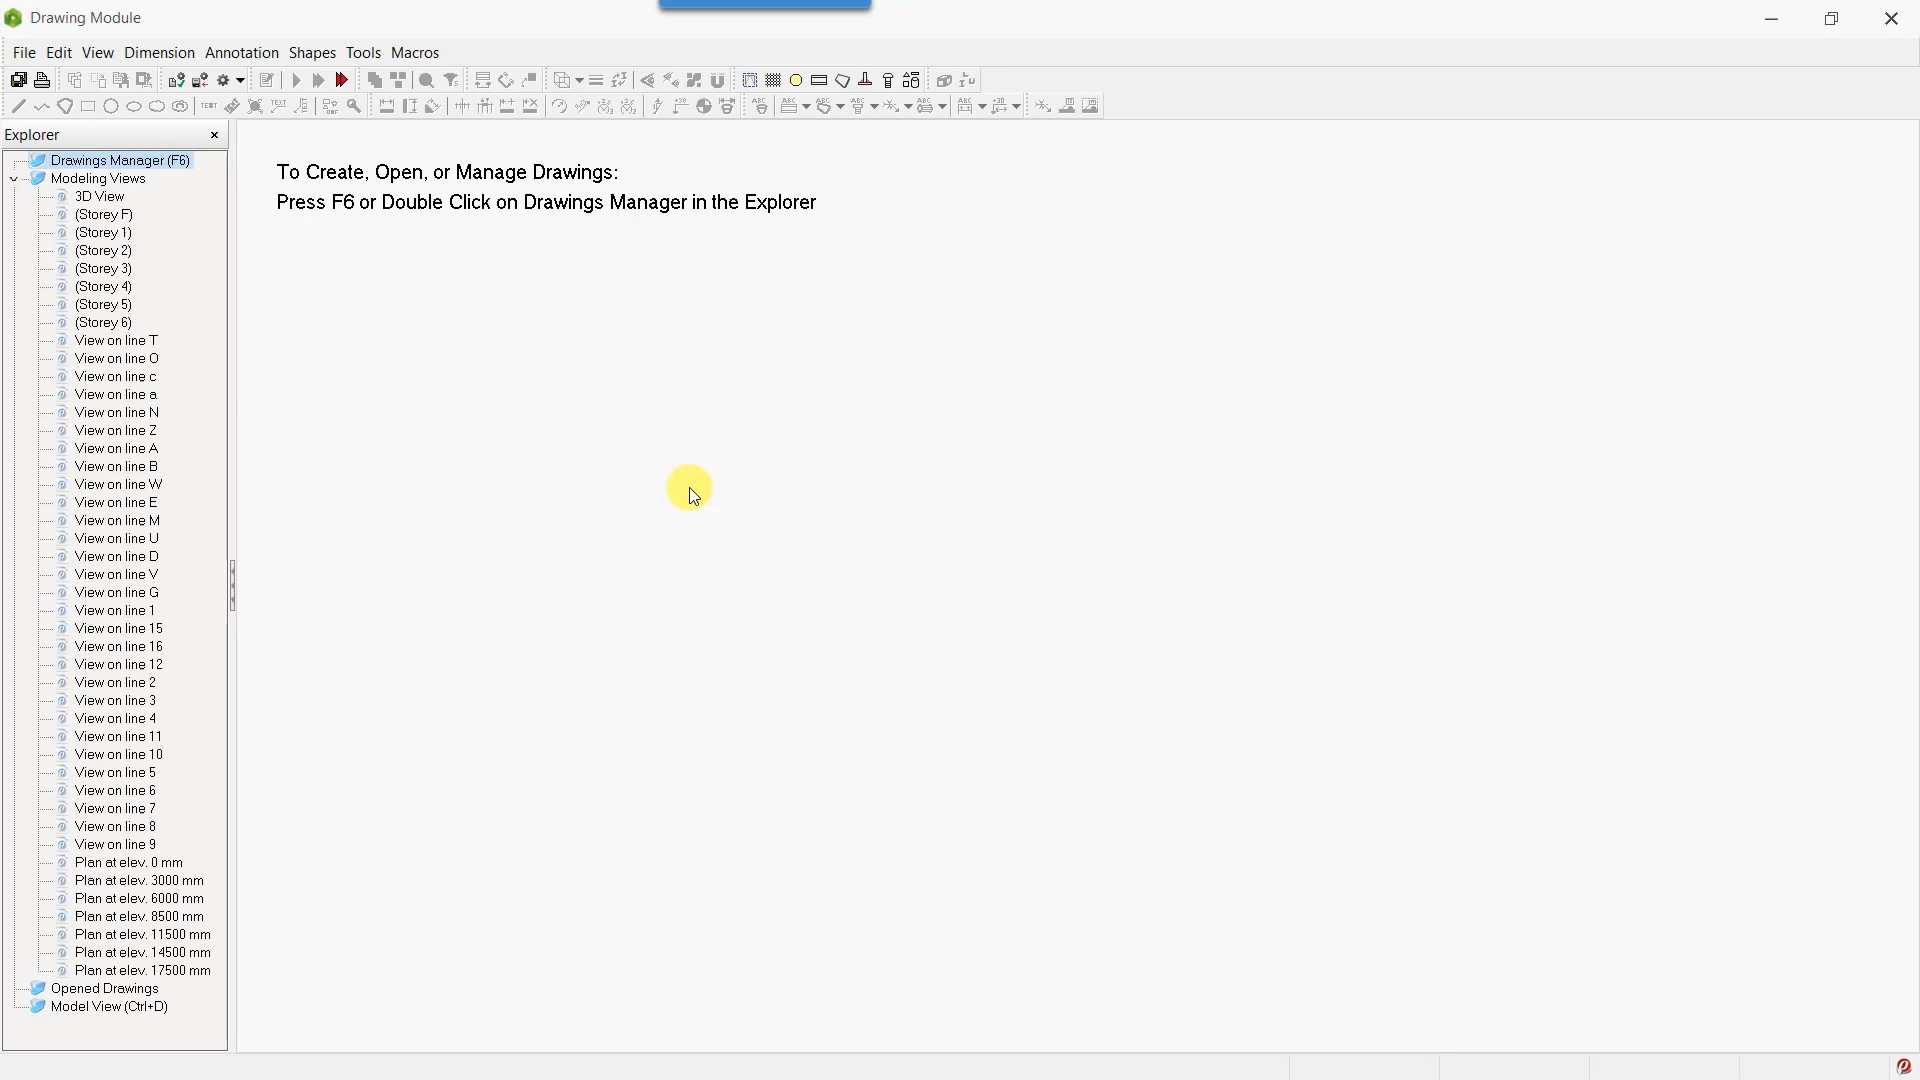 Drawing Module
File Edit View Dimension Annotation Shapes Tools Macros
Explorer
Drawings Manager (F6)
Modeling Views
3D View
(Storey F)
(Storey 1)
(Storey 2)
(Storey 3)
(Storey 4)
(Storey 5)
(Storey 6)
View on line T
View on line O
View on line c
View on line a
View on line N
View on line Z
View on line A
View on line B
View on line W
View on line E
View on line M
View on line U
View on line D
View on line V
View on line G
View on line 1
View on line 15
View on line 16
View on line 12
View on line 2
View on line 3
View on line 4
View on line 11
View on line 10
View on line 5
View on line 6
View on line 7
View on line 8
View on line 9
Plan at elev. 0 mm
Plan at elev. 3000 mm
Plan at elev. 6000 mm
Plan at elev. 8500 mm
Plan at elev. 11500 mm
Plan at elev. 14500 mm
Plan at elev. 17500 mm
Opened Drawings
Model View (Ctrl+D)
To Create, Open, or Manage Drawings:
Press F6 or Double Click on Drawings Manager in the Explorer